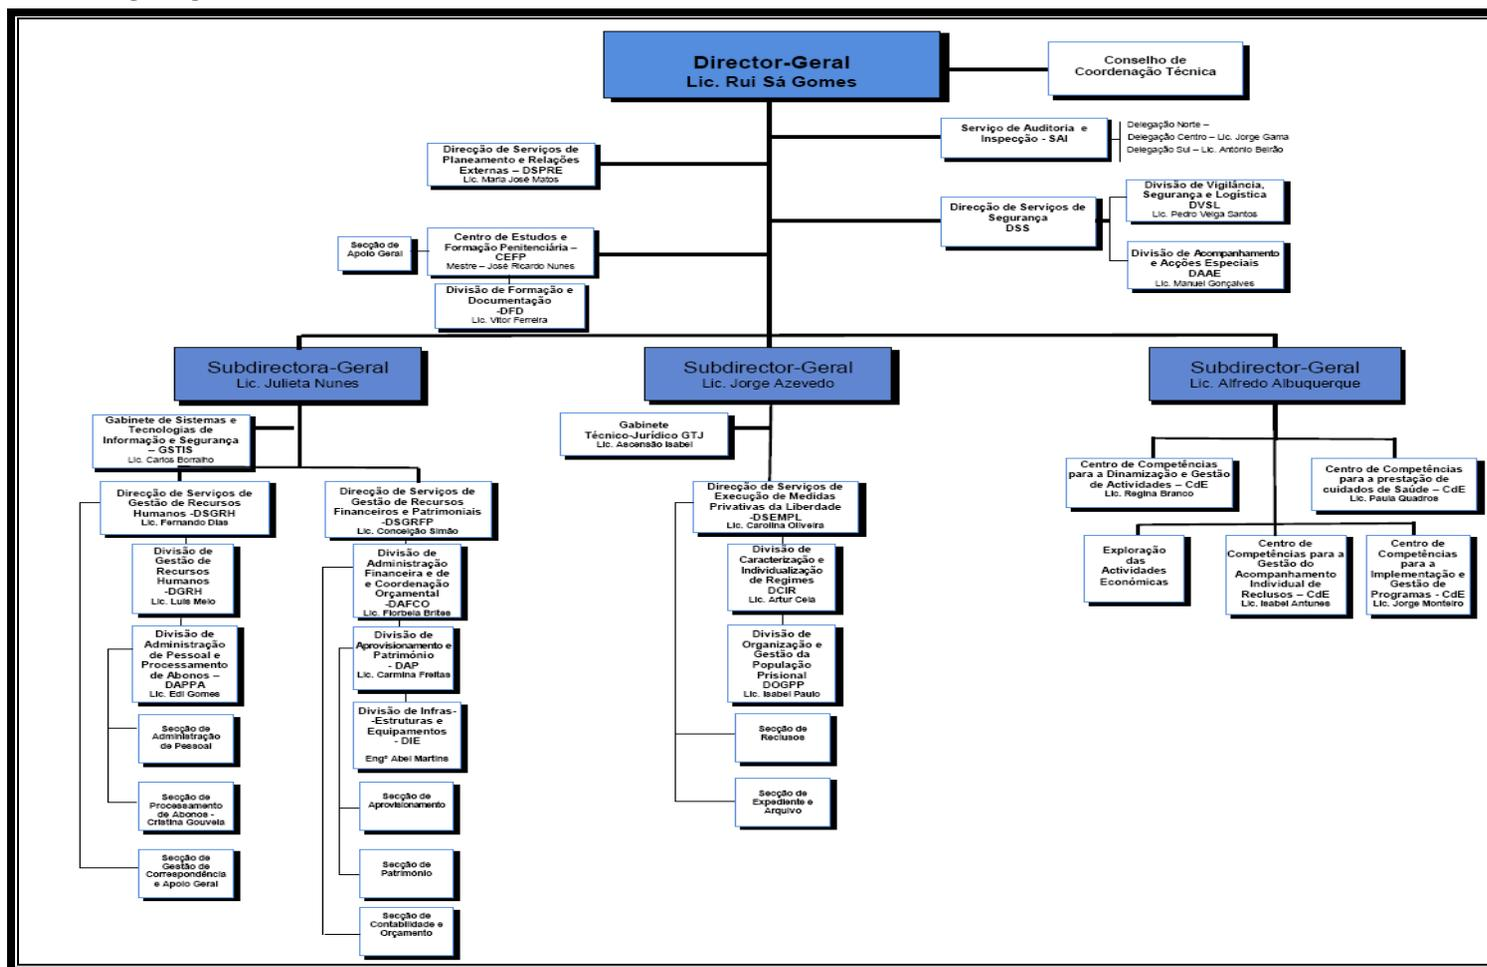 Director-Geral
Lic. Rui Sá Gomes
Conselho de
Coordenação Técnica
Serviço de Auditoria e
Inspecção - SAI
Delegação Norte –
Delegação Centro – Lic. Jorge Gama
Delegação Sul – Lic. António Beirão
Direcção de Serviços de
Planeamento e Relações
Externas – DSPRE
Lic. Maria José Matos
Direcção de Serviços de
Segurança
DSS
Divisão de Vigilância,
Segurança e Logística
DVSL
Lic. Pedro Veiga Santos
Secção de
Apoio Geral
Centro de Estudos e
Formação Penitenciária –
CEFP
Mestre – José Ricardo Nunes
Divisão de Acompanhamento
e Acções Especiais
DAAE
Lic. Manuel Gonçalves
Divisão de Formação e
Documentação
-DFD
Lic. Vitor Ferreira
Subdirectora-Geral
Lic. Julieta Nunes
Subdirector-Geral
Lic. Jorge Azevedo
Subdirector-Geral
Lic. Alfredo Albuquerque
Gabinete de Sistemas e
Tecnologias de
Informação e Segurança
– GSTIS
Lic. Carlos Borralho
Gabinete
Técnico-Jurídico GTJ
Lic. Ascensão Isabel
Centro de Competências
para a Dinamização e Gestão
de Actividades – CdE
Lic. Regina Branco
Centro de Competências
para a prestação de
cuidados de Saúde – CdE
Lic. Paula Quadros
Direcção de Serviços de
Gestão de Recursos
Humanos -DSGRH
Lic. Fernando Dias
Direcção de Serviços de
Gestão de Recursos
Financeiros e Patrimoniais
-DSGRFP
Lic. Conceição Simão
Direcção de Serviços de
Execução de Medidas
Privativas da Liberdade
-DSEMPL
Lic. Carolina Oliveira
Exploração
das
Actividades
Económicas
Centro de
Competências para a
Gestão do
Acompanhamento
Individual de
Reclusos – CdE
Lic. Isabel Antunes
Centro de
Competências
para a
Implementação e
Gestão de
Programas - CdE
Lic. Jorge Monteiro
Divisão de
Gestão de
Recursos
Humanos
-DGRH
Lic. Luis Melo
Divisão de
Administração
Financeira e de
e Coordenação
Orçamental
-DAFCO
Lic. Florbela Brites
Divisão de
Caracterização e
Individualização
de Regimes
DCIR
Lic. Artur Ceia
Divisão de
Administração
de Pessoal e
Processamento
de Abonos –
DAPPA
Lic. Edi Gomes
Divisão de
Aprovisionamento e
Património
- DAP
Lic. Carmina Freitas
Divisão de
Organização e
Gestão da
População
Prisional
DOGPP
Lic. Isabel Paulo
Divisão de Infras-
-Estruturas e
Equipamentos
- DIE
Engº Abel Martins
Secção de
Administração
de Pessoal
Secção de
Reclusos
Secção de
Processamento
de Abonos -
Cristina Gouveia
Secção de
Aprovisionamento
Secção de
Expediente e
Arquivo
Secção de
Gestão de
Correspondência
e Apoio Geral
Secção de
Património
Secção de
Contabilidade e
Orçamento